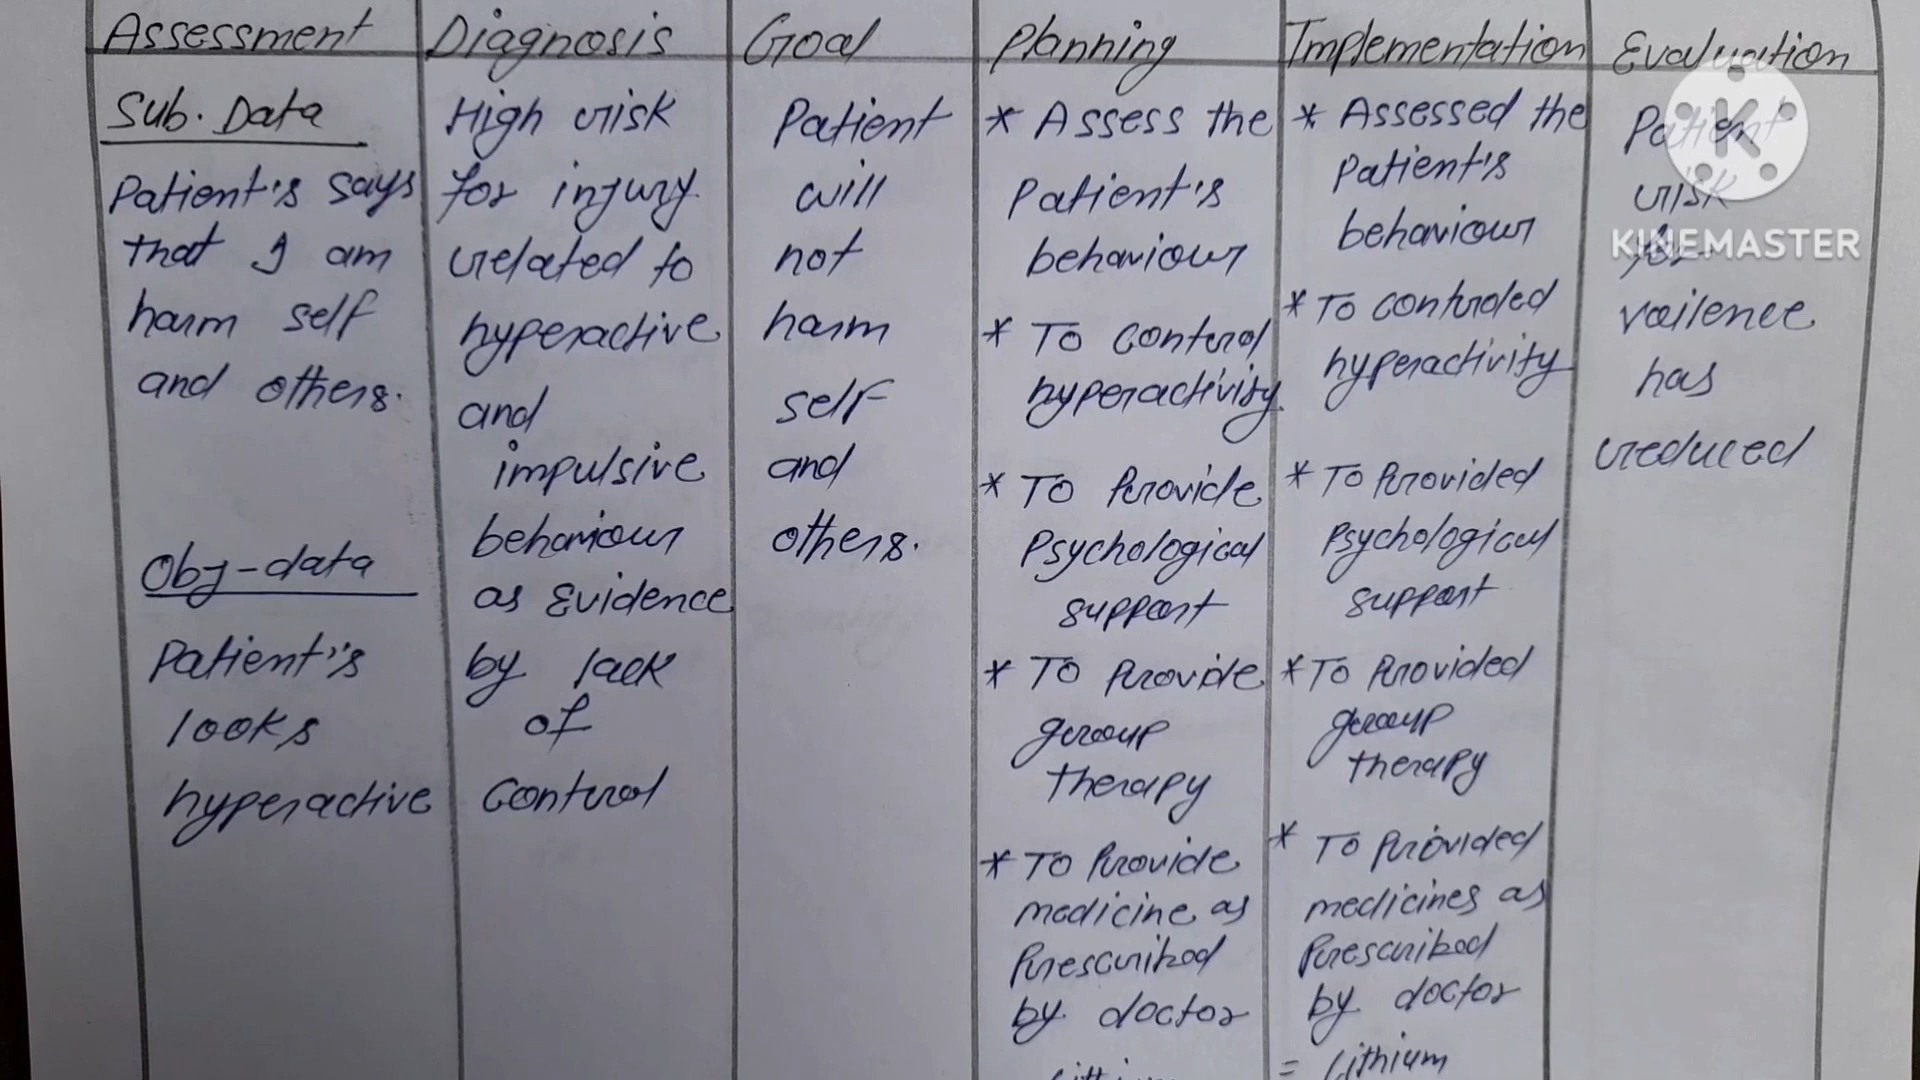 Assessment
Diagnosis
Goal
Planning
Implementation
Evaluation
Sub. Data
Patient's says
that I am
harm self
and others.
Obj-data
Patient's
looks
hyperactive
High risk
for injury
related to
hyperactive
and
impulsive
behaviour
as Evidence
by lack
of
Control
Patient
will
not
harm
self
and
others.
* Assess the
Patient's
behaviour
* To Control
hyperactivity
* To Provide
Psychological
support
* To Provide
group
therapy
* To Provide
medicine as
Prescribed
by doctor
* Assessed the
Patient's
behaviour
* To Controled
hyperactivity
* To Provided
Psychological
support
* To Provided
group
therapy
* To Provided
medicines as
Prescribed
by doctor
= Lithium
Patient
risk
for
vailence
has
reduced
K
KINEMASTER